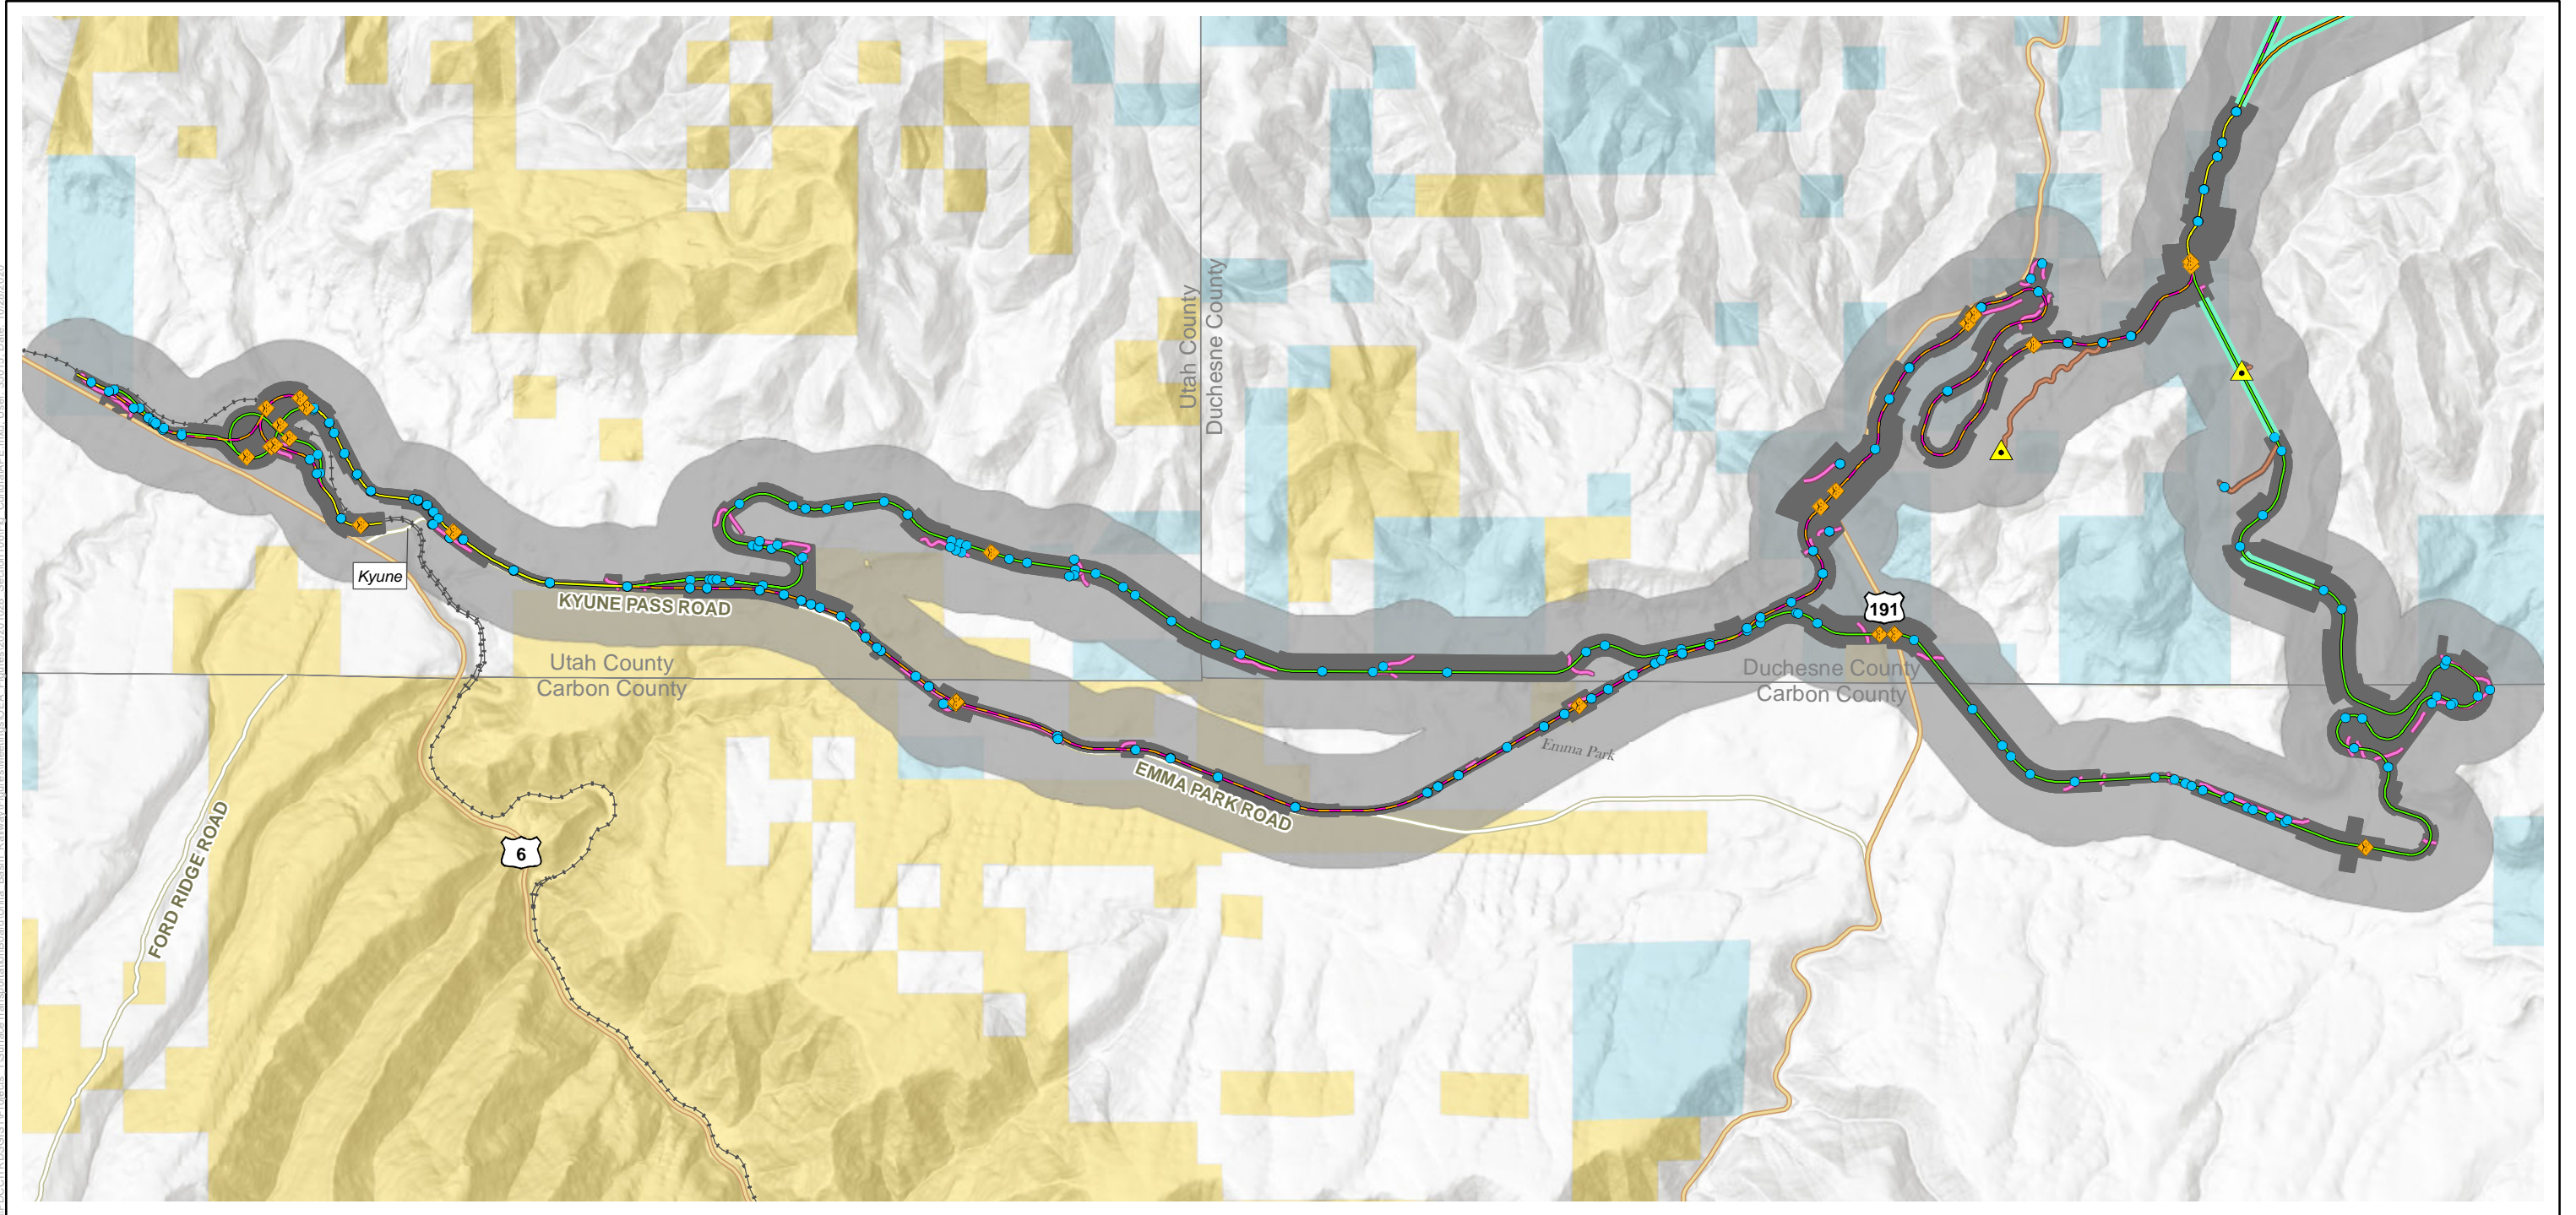 Utah County
Duchesne County
Kyune
KYUNE PASS ROAD
191
Utah County
Carbon County
Duchesne County
Carbon County
Emma Park
EMMA PARK ROAD
6
FORD RIDGE ROAD